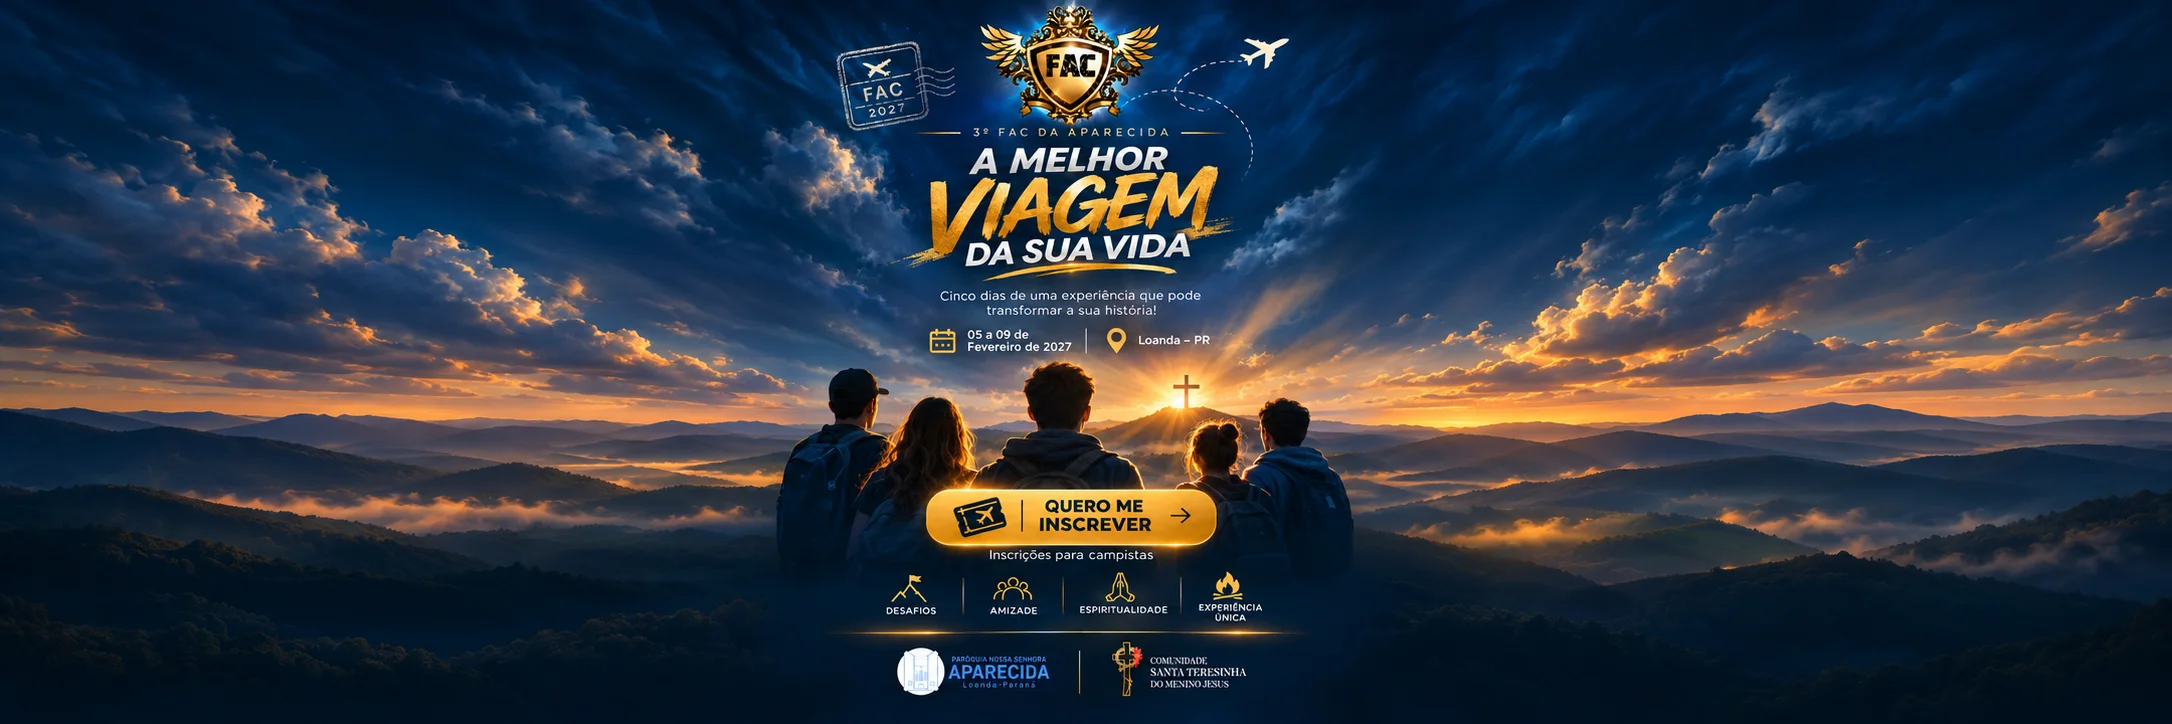 FAC
FAC
2027
3º FAC DA APARECIDA
A MELHOR
VIAGEM
DA SUA VIDA
Cinco dias de uma experiência que pode
transformar a sua história!
05 a 09 de
Fevereiro de 2027
Loanda – PR
QUERO ME
INSCREVER
Inscrições para campistas
DESAFIOS
AMIZADE
ESPIRITUALIDADE
EXPERIÊNCIA
ÚNICA
PARÓQUIA NOSSA SENHORA
APARECIDA
Loanda-Paraná
COMUNIDADE
SANTA TERESINHA
DO MENINO JESUS